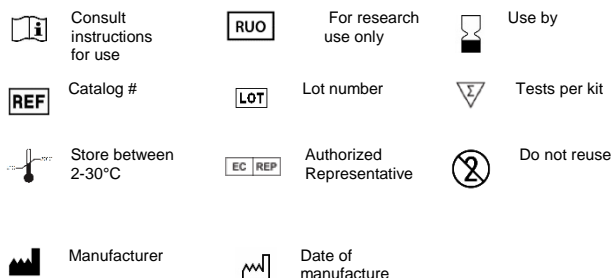 Consult
instructions
for use
RUO
For research
use only
Use by
REF
Catalog #
LOT
Lot number
Σ
Tests per kit
Store between
2-30°C
EC REP
Authorized
Representative
2
Do not reuse
Manufacturer
Date of
manufacture